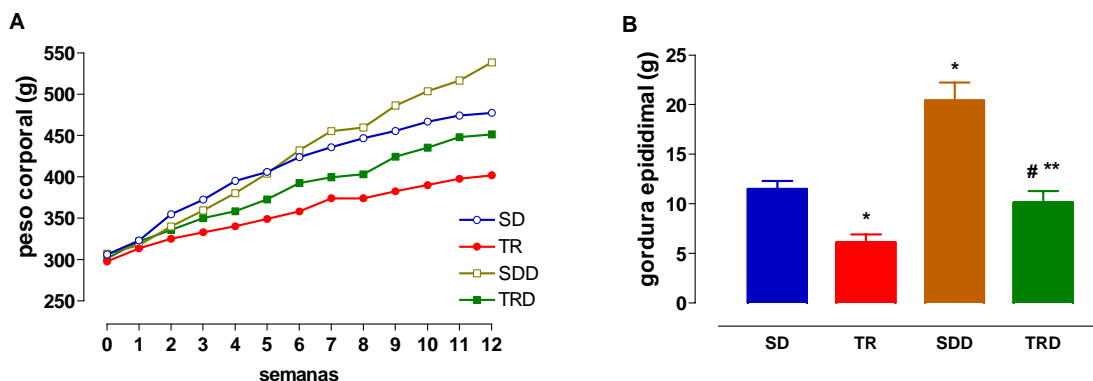 A
peso corporal (g)
550
500
450
400
350
300
250
SD
TR
SDD
TRD
0 1 2 3 4 5 6 7 8 9 10 11 12
semanas
B
gordura epididimal (g)
25
20
15
10
5
0
*
*
# **
SD TR SDD TRD